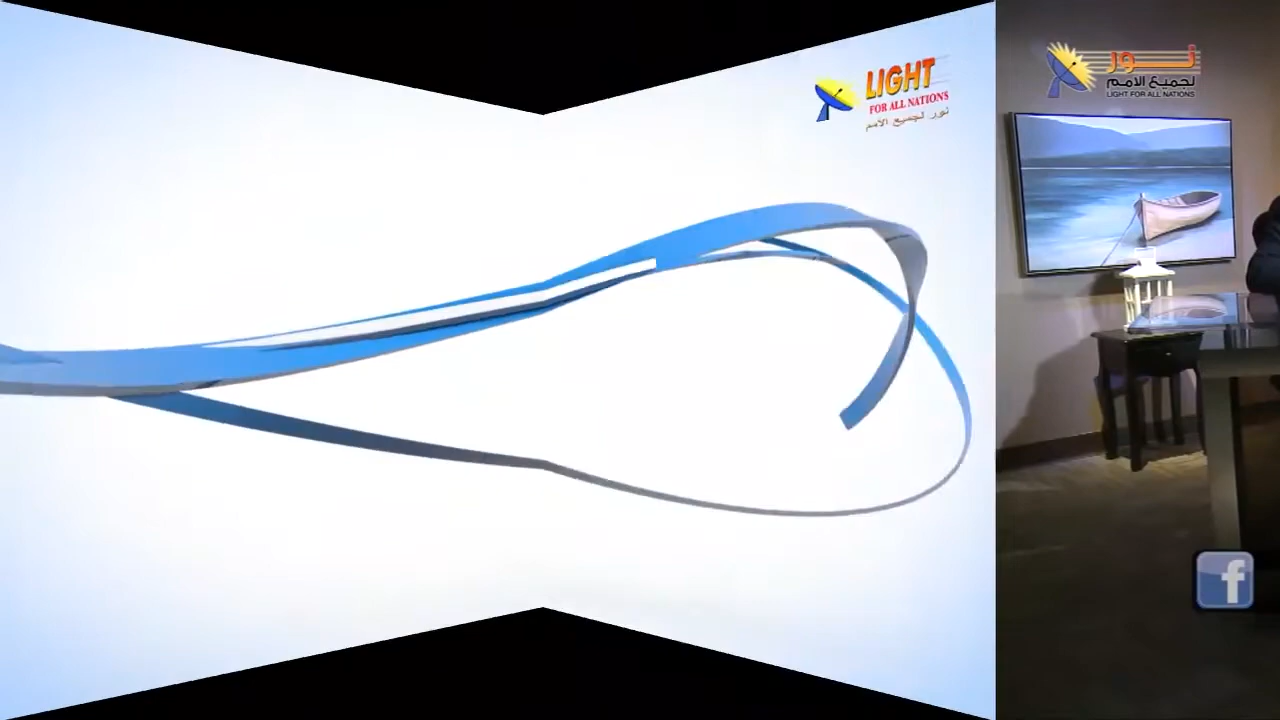 LIGHT
FOR ALL NATIONS
نور لجميع الأمم
نور
لجميع الامم
LIGHT FOR ALL NATIONS
f